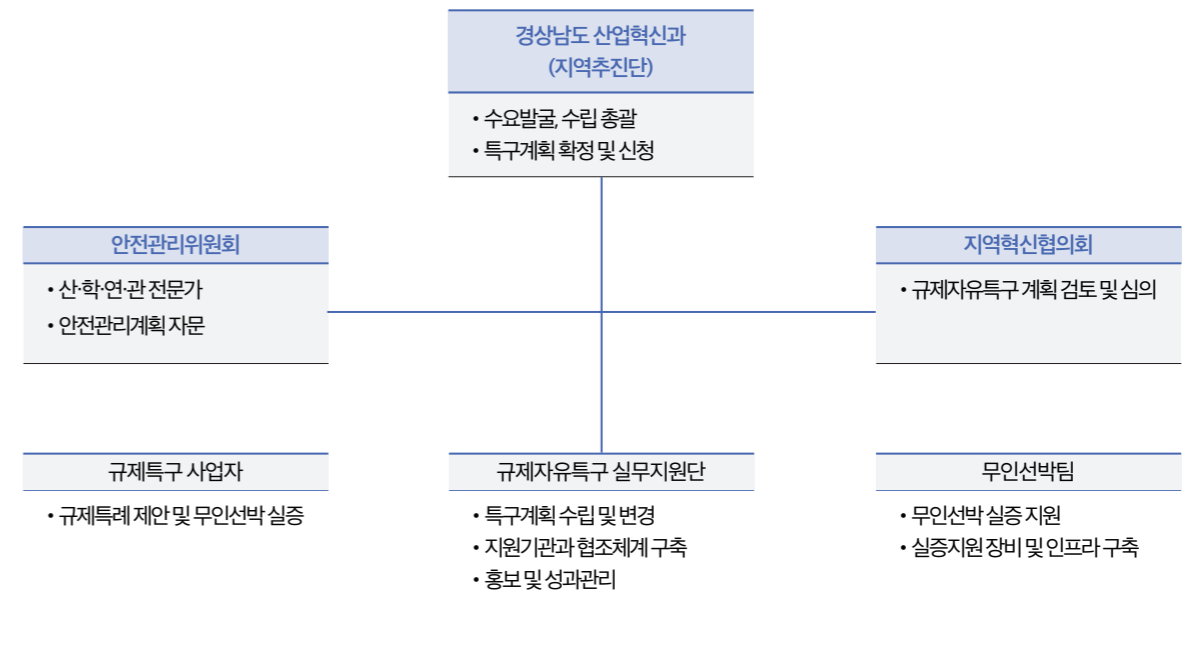 경상남도 산업혁신과
(지역추진단)
• 수요발굴, 수립 총괄
• 특구계획 확정 및 신청
안전관리위원회
• 산·학·연·관 전문가
• 안전관리계획 자문
지역혁신협의회
• 규제자유특구 계획 검토 및 심의
규제특구 사업자
• 규제특례 제안 및 무인선박 실증
규제자유특구 실무지원단
• 특구계획 수립 및 변경
• 지원기관과 협조체계 구축
• 홍보 및 성과관리
무인선박팀
• 무인선박 실증 지원
• 실증지원 장비 및 인프라 구축